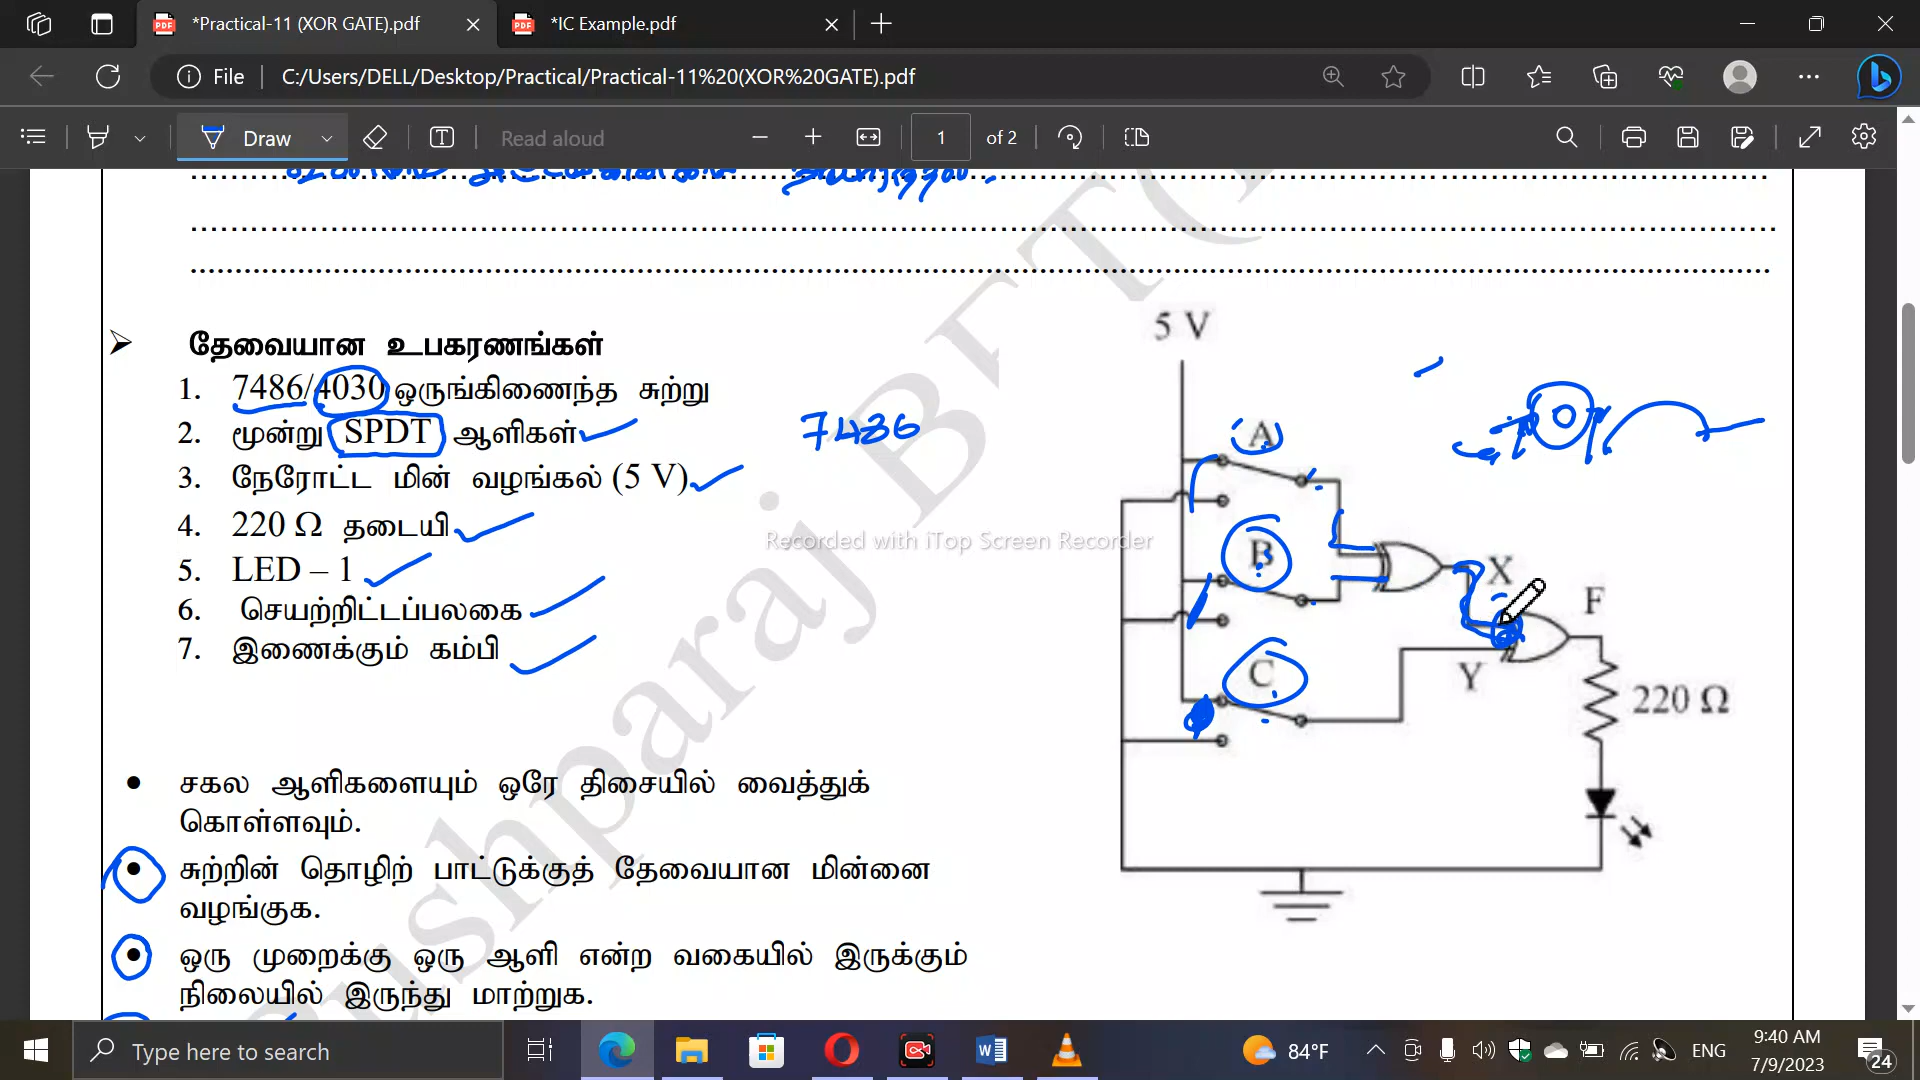 *Practical-11 (XOR GATE).pdf
*IC Example.pdf
File
C:/Users/DELL/Desktop/Practical/Practical-11%20(XOR%20GATE).pdf
Draw
Read aloud
1
of 2
தேவையான உபகரணங்கள்
1. 7486/4030 ஒருங்கிணைந்த சுற்று
2. மூன்று SPDT ஆளிகள்
3. நேரோட்ட மின் வழங்கல் (5 V)
4. 220 Ω தடையி
5. LED – 1
6. செயற்றிட்டப்பலகை
7. இணைக்கும் கம்பி
7486
5 V
A
B
C
X
Y
F
220 Ω
Recorded with iTop Screen Recorder
• சகல ஆளிகளையும் ஒரே திசையில் வைத்துக்
கொள்ளவும்.
• சுற்றின் தொழிற் பாட்டுக்குத் தேவையான மின்னை
வழங்குக.
• ஒரு முறைக்கு ஒரு ஆளி என்ற வகையில் இருக்கும்
நிலையில் இருந்து மாற்றுக.
Type here to search
84°F
ENG
9:40 AM
7/9/2023
24